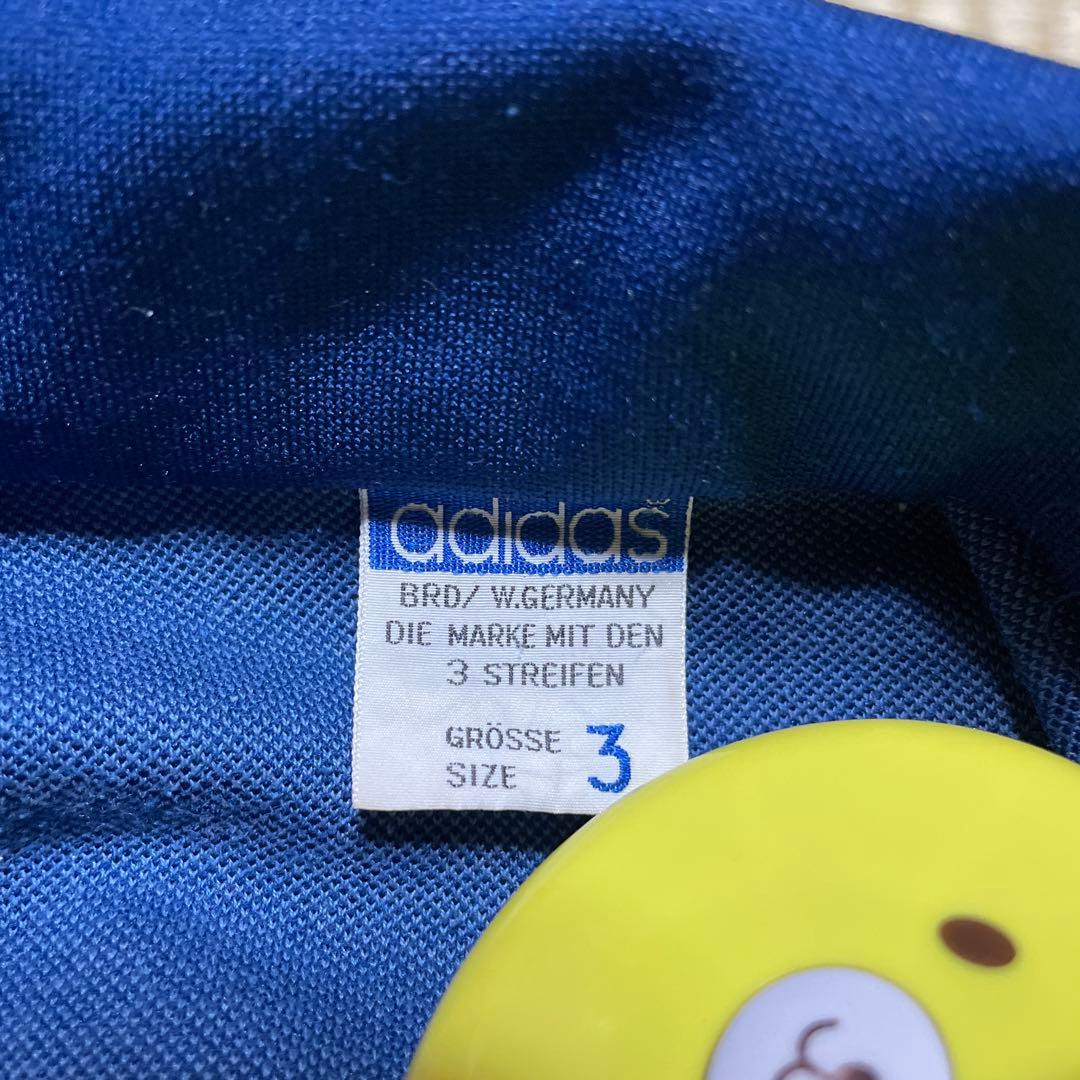 adidas
BRD/ W.GERMANY
DIE MARKE MIT DEN
3 STREIFEN
GRÖSSE 3
SIZE